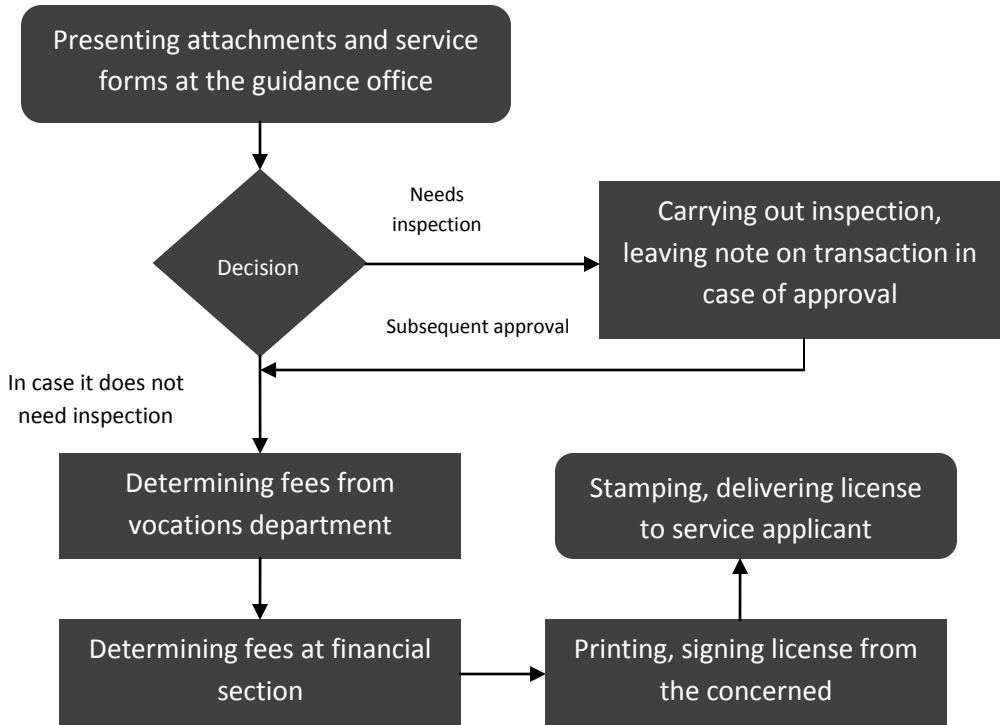 Presenting attachments and service
forms at the guidance office
Decision
Needs
inspection
Carrying out inspection,
leaving note on transaction in
case of approval
Subsequent approval
In case it does not
need inspection
Determining fees from
vocations department
Determining fees at financial
section
Printing, signing license from
the concerned
Stamping, delivering license
to service applicant